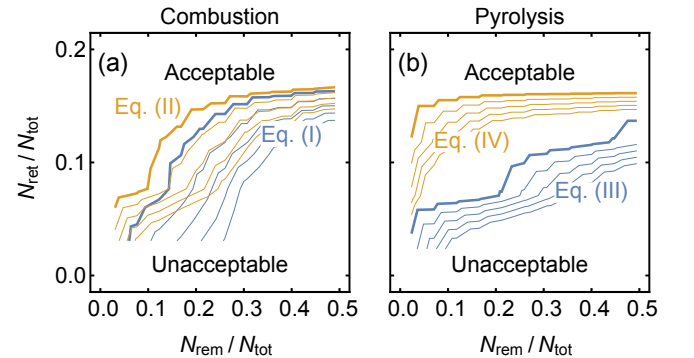 Combustion
Pyrolysis
(a)
Acceptable
Eq. (II)
Eq. (I)
Unacceptable
(b)
Acceptable
Eq. (IV)
Eq. (III)
Unacceptable
N_ret / N_tot
0.2
0.1
0.0
0.0 0.1 0.2 0.3 0.4 0.5
0.0 0.1 0.2 0.3 0.4 0.5
N_rem / N_tot
N_rem / N_tot